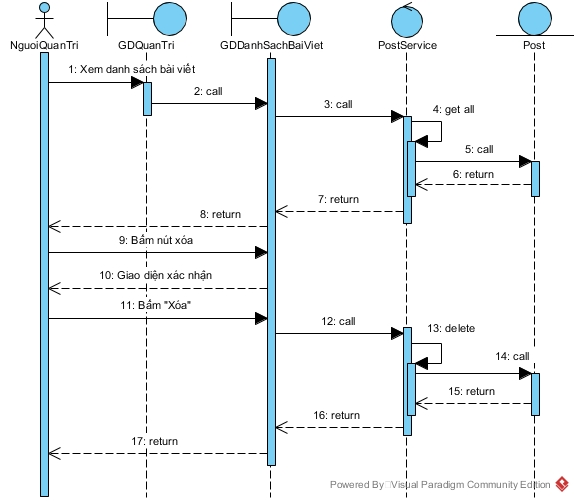 NguoiQuanTri GDQuanTri GDDanhSachBaiViet PostService Post
1: Xem danh sách bài viết
2: call
3: call
4: get all
5: call
6: return
7: return
8: return
9: Bấm nút xóa
10: Giao diện xác nhận
11: Bấm "Xóa"
12: call
13: delete
14: call
15: return
16: return
17: return
Powered By Visual Paradigm Community Edition